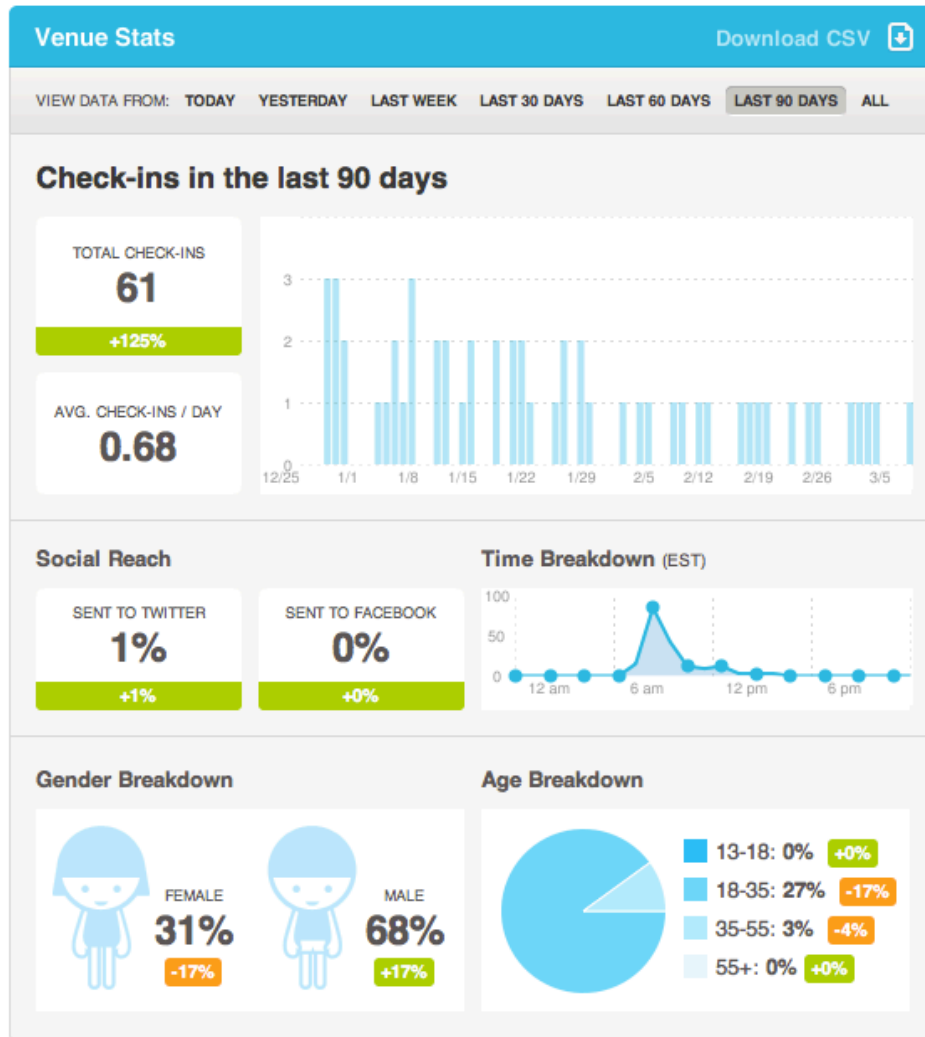 Venue Stats
Download CSV
VIEW DATA FROM: TODAY YESTERDAY LAST WEEK LAST 30 DAYS LAST 60 DAYS LAST 90 DAYS ALL
Check-ins in the last 90 days
TOTAL CHECK-INS
61
+125%
AVG. CHECK-INS / DAY
0.68
3
2
1
0
12/25 1/1 1/8 1/15 1/22 1/29 2/5 2/12 2/19 2/26 3/5
Social Reach
SENT TO TWITTER
1%
+1%
SENT TO FACEBOOK
0%
+0%
Time Breakdown (EST)
100
50
0
12 am 6 am 12 pm 6 pm
Gender Breakdown
FEMALE
31%
-17%
MALE
68%
+17%
Age Breakdown
13-18: 0% +0%
18-35: 27% -17%
35-55: 3% -4%
55+: 0% +0%